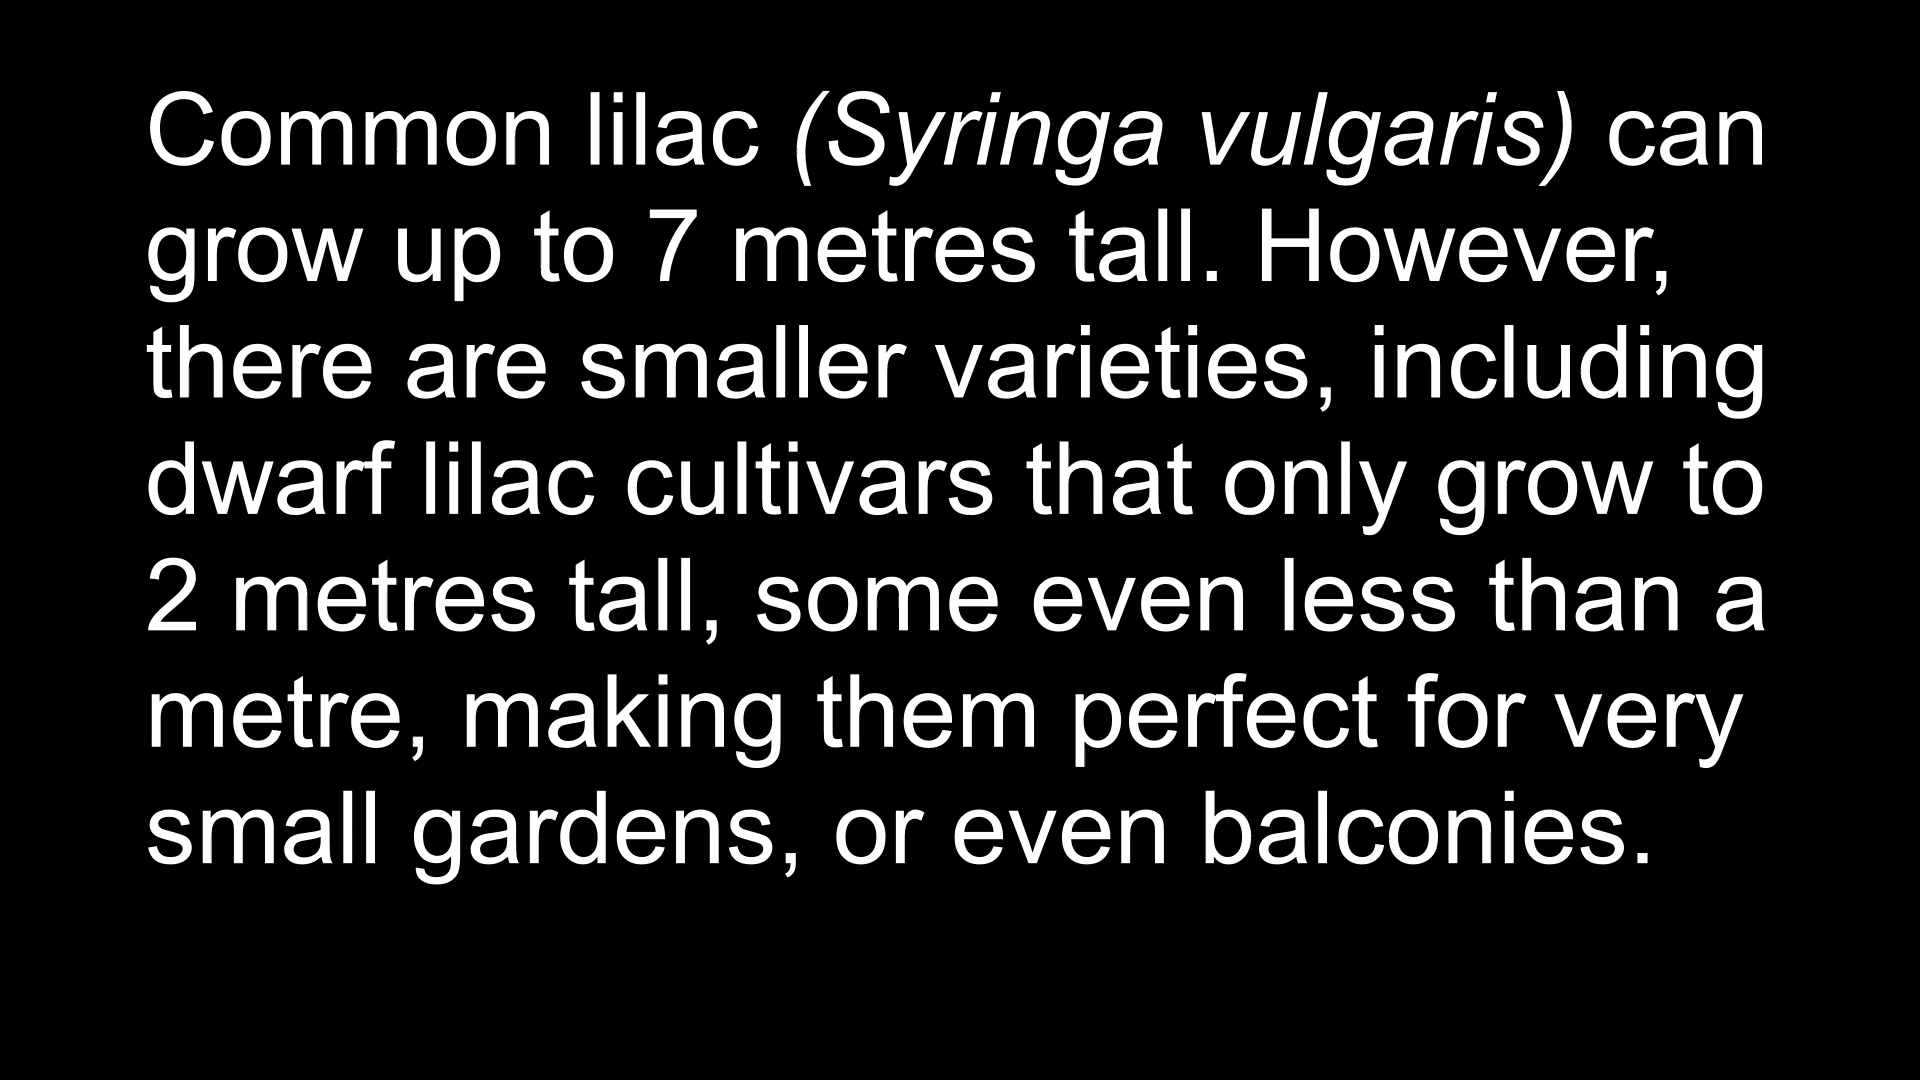 Common lilac (Syringa vulgaris) can
grow up to 7 metres tall. However,
there are smaller varieties, including
dwarf lilac cultivars that only grow to
2 metres tall, some even less than a
metre, making them perfect for very
small gardens, or even balconies.